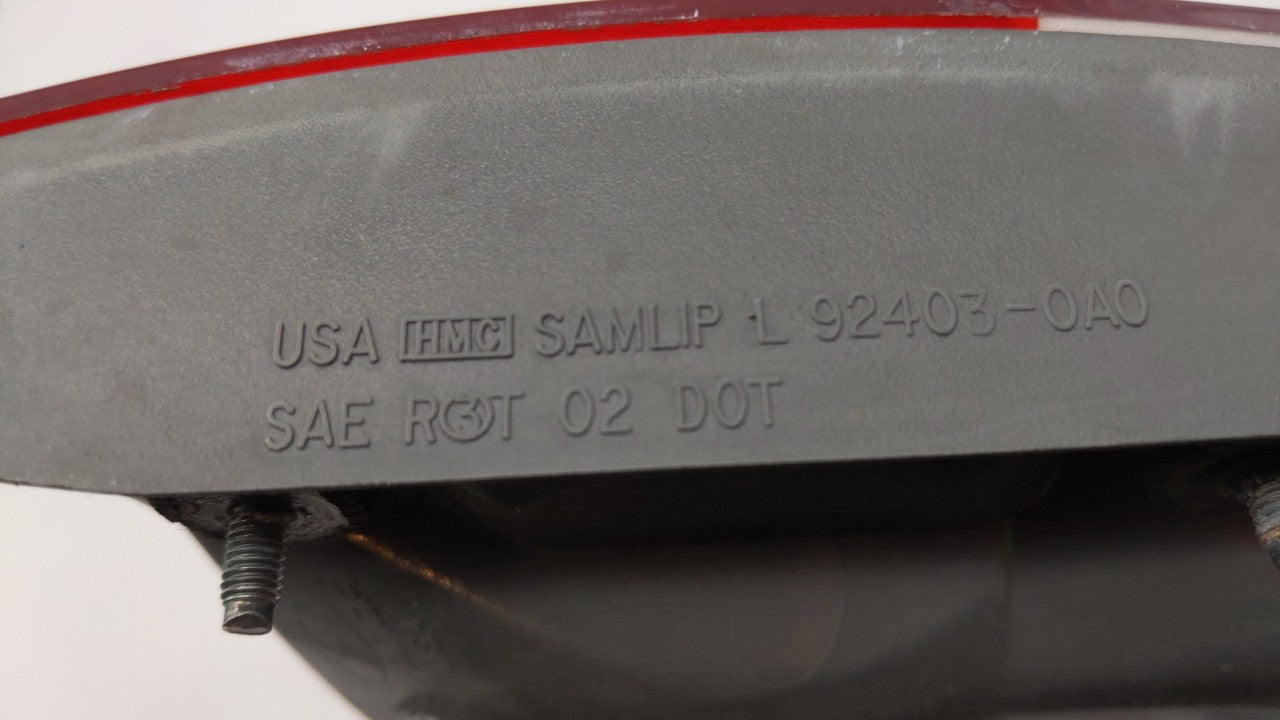 USA HMC SAMLIP L 92403-0A0
SAE R③T 02 DOT